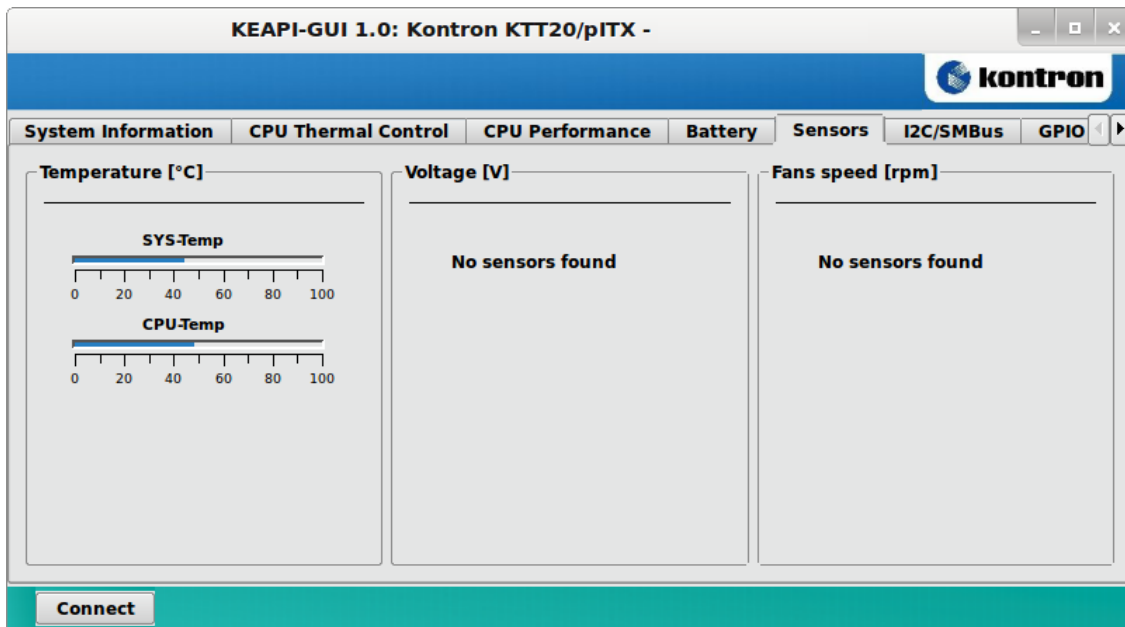 KEAPI-GUI 1.0: Kontron KTT20/pITX -
kontron
System Information CPU Thermal Control CPU Performance Battery Sensors I2C/SMBus GPIO
Temperature [°C] Voltage [V] Fans speed [rpm]
SYS-Temp
0 20 40 60 80 100
No sensors found No sensors found
CPU-Temp
0 20 40 60 80 100
Connect